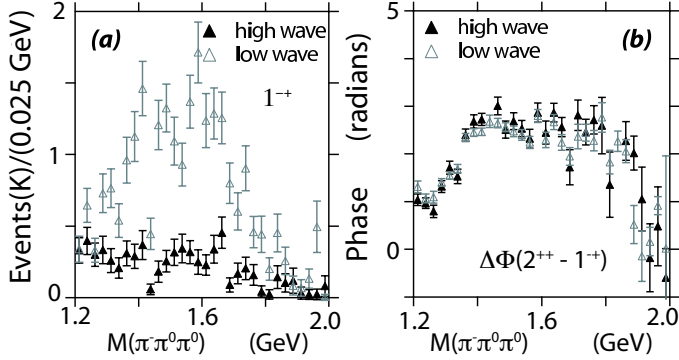 2
(a)
high wave
low wave
1⁻⁺
1
0
Events(K)/(0.025 GeV)
1.2
1.6
2.0
M(π⁻π⁰π⁰)
(GeV)
5
high wave
low wave
(b)
0
Phase (radians)
ΔΦ(2⁺⁺ - 1⁻⁺)
1.2
1.6
2.0
M(π⁻π⁰π⁰)
(GeV)